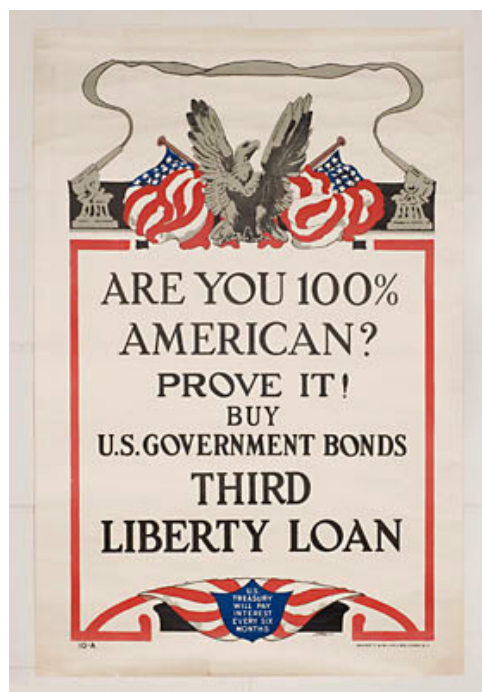 ARE YOU 100%
AMERICAN?
PROVE IT!
BUY
U.S. GOVERNMENT BONDS
THIRD
LIBERTY LOAN
U.S.
TREASURY
WILL PAY
INTEREST
EVERY SIX
MONTHS
10-A